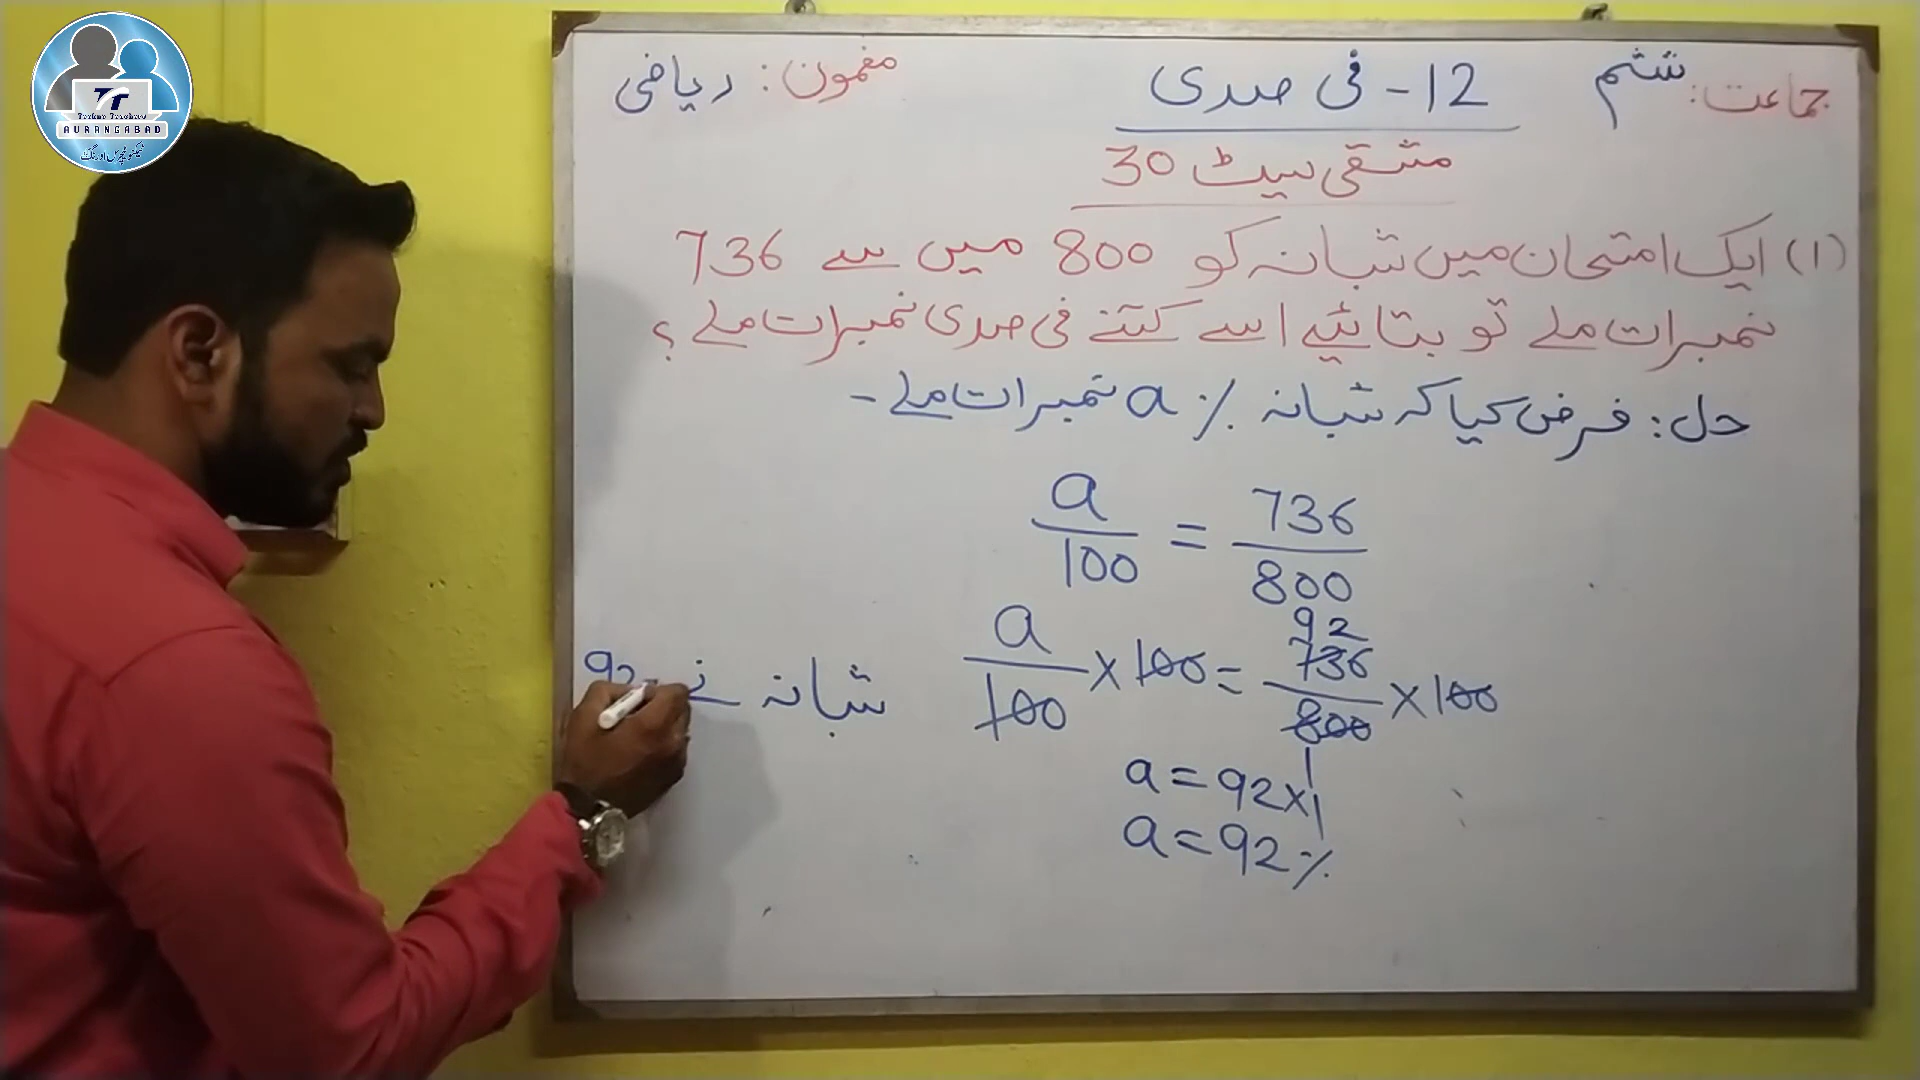 Techno Teachers
AURANGABAD
جماعت: ششم
12- فی صدی
مضمون: ریاضی
مشقی سیٹ 30
(1) ایک امتحان میں شبانہ کو 800 میں سے 736
نمبرات ملے تو بتائیے اسے کتنے فی صدی نمبرات ملے ؟
حل: فرض کیا کہ شبانہ a% نمبرات ملے -
a/100 = 736/800
92
a/100 × 100 = 736/800 × 100
1
a = 92×1
a = 92%
شبانہ نے 92